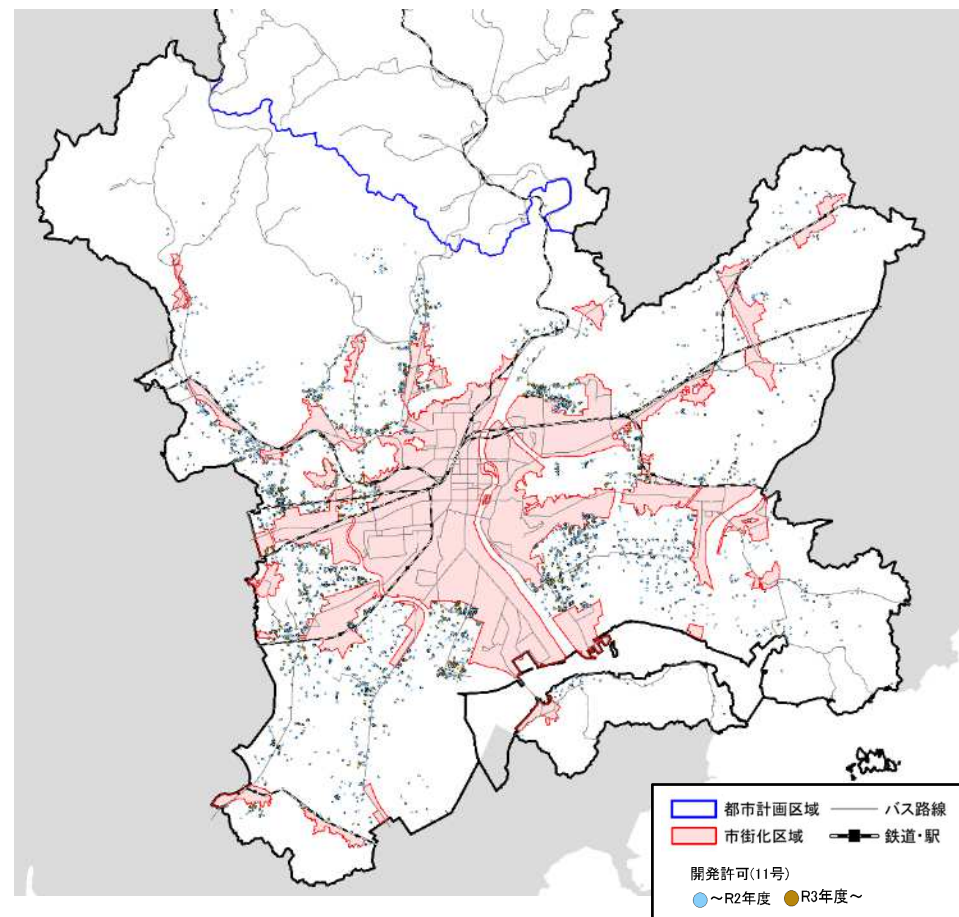 都市計画区域 バス路線
市街化区域 鉄道・駅
開発許可(11号)
～R2年度 R3年度～